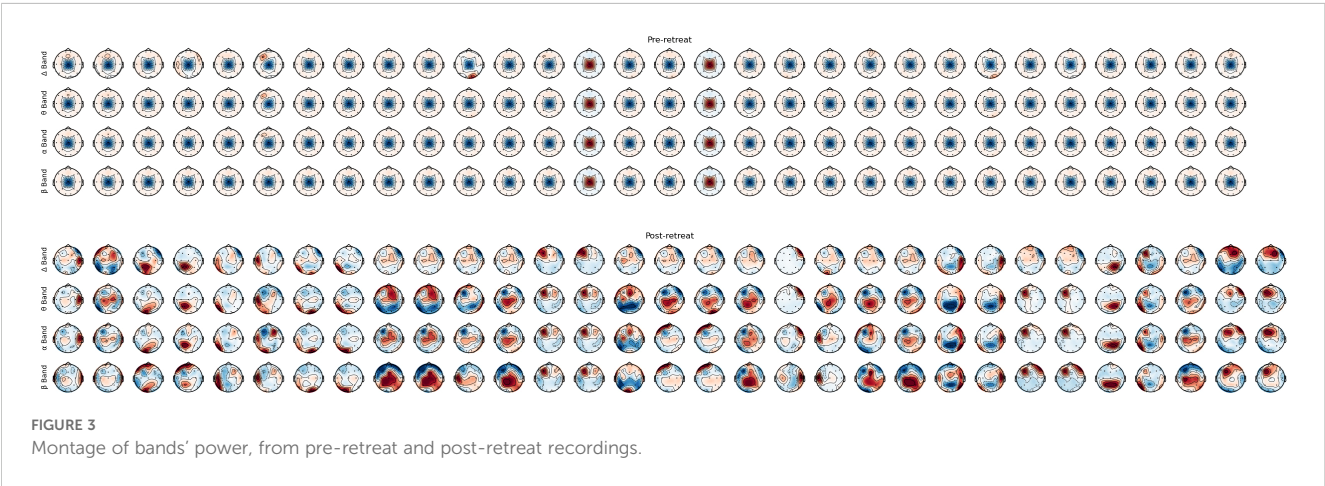 Pre-retreat
Δ Band
θ Band
α Band
β Band
Post-retreat
Δ Band
θ Band
α Band
β Band
FIGURE 3
Montage of bands’ power, from pre-retreat and post-retreat recordings.